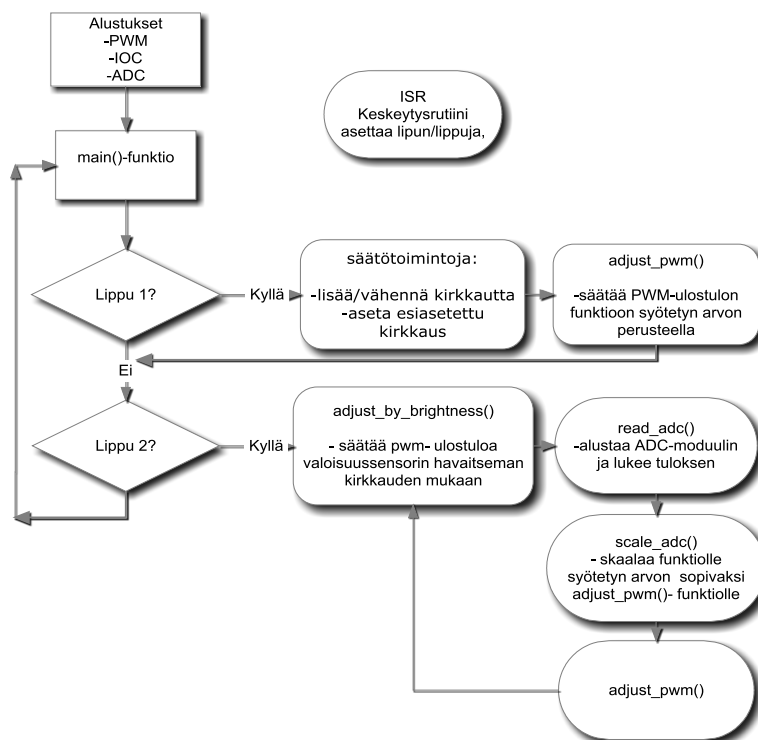 Alustukset
-PWM
-IOC
-ADC
ISR
Keskeytysrutiini
asettaa lipun/lippuja,
main()-funktio
Lippu 1?
Kyllä
säätötoimintoja:
-lisää/vähennä kirkkautta
-aseta esiasetettu
kirkkaus
adjust_pwm()
-säätää PWM-ulostulon
funktioon syötetyn arvon
perusteella
Ei
Lippu 2?
Kyllä
adjust_by_brightness()
- säätää pwm- ulostuloa
valoisuussensorin havaitseman
kirkkauden mukaan
read_adc()
-alustaa ADC-moduulin
ja lukee tuloksen
scale_adc()
- skaalaa funktiolle
syötetyn arvon sopivaksi
adjust_pwm()- funktiolle
adjust_pwm()